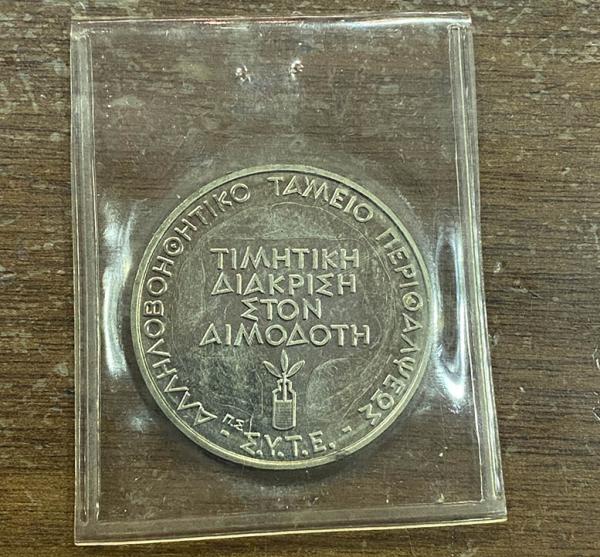 ΑΛΛΗΛΟΒΟΗΘΗΤΙΚΟ ΤΑΜΕΙΟ ΠΕΡΙΘΑΛΨΕΩΣ
ΤΙΜΗΤΙΚΗ
ΔΙΑΚΡΙΣΗ
ΣΤΟΝ
ΑΙΜΟΔΟΤΗ
Π.Σ
- Σ.Υ.Τ.Ε. -